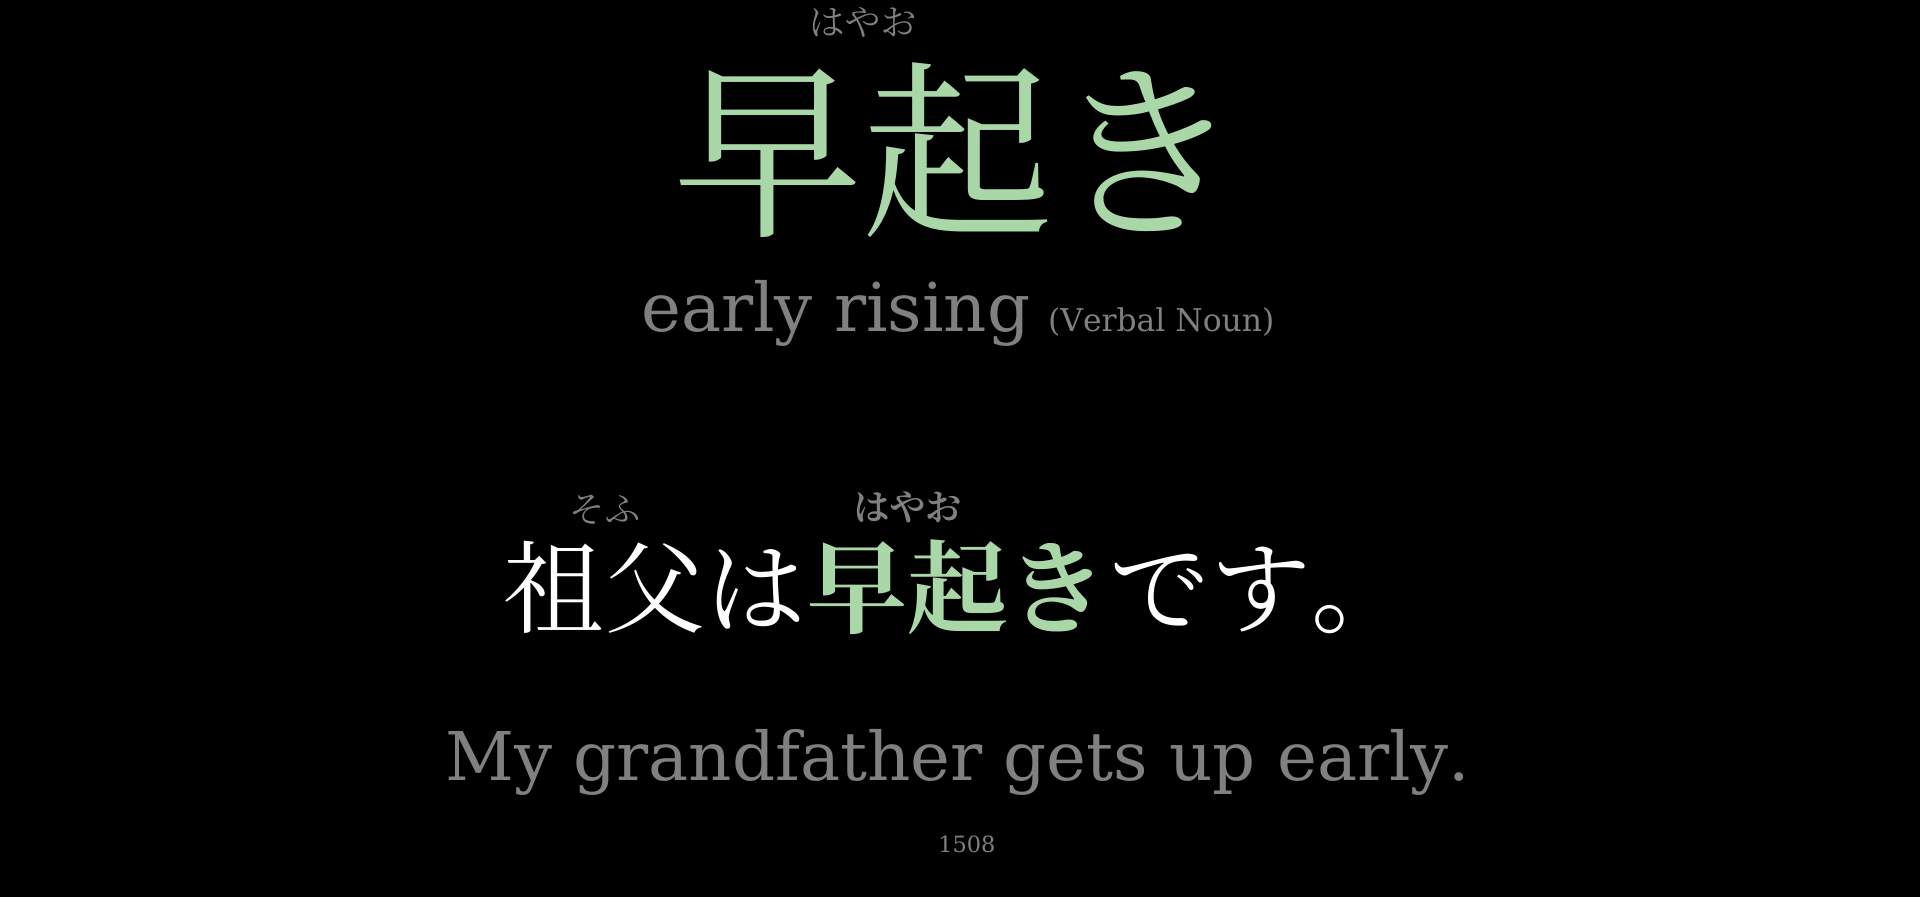 はやお
早起き
early rising (Verbal Noun)
そふ はやお
祖父は早起きです。
My grandfather gets up early.
1508